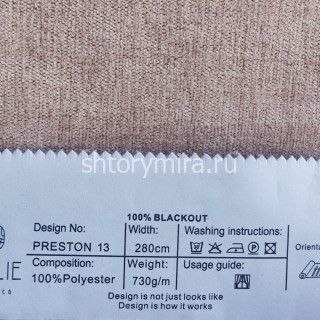 shtorymira.ru
100% BLACKOUT
Design No: Width: Washing instructions:
PRESTON 13 280cm
Composition: Weight: Usage guide:
100%Polyester 730g/m
Design is not just looks like
Design is how it works